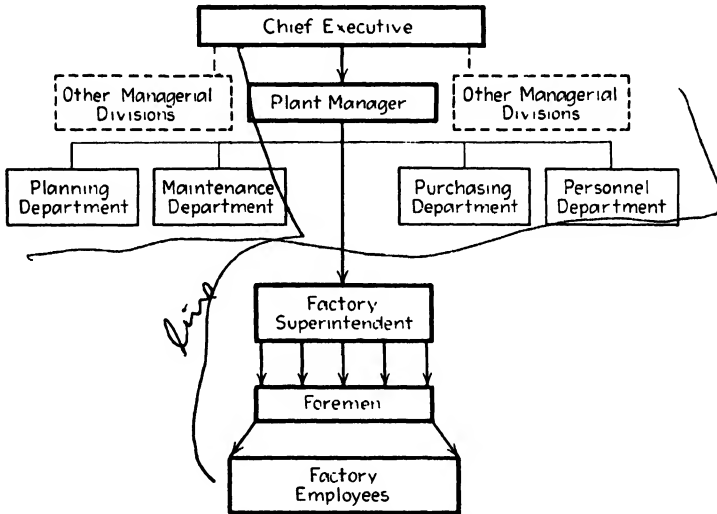 Chief Executive
Other Managerial
Divisions
Plant Manager
Other Managerial
Divisions
Planning
Department
Maintenance
Department
Purchasing
Department
Personnel
Department
Factory
Superintendent
line
Foremen
Factory
Employees